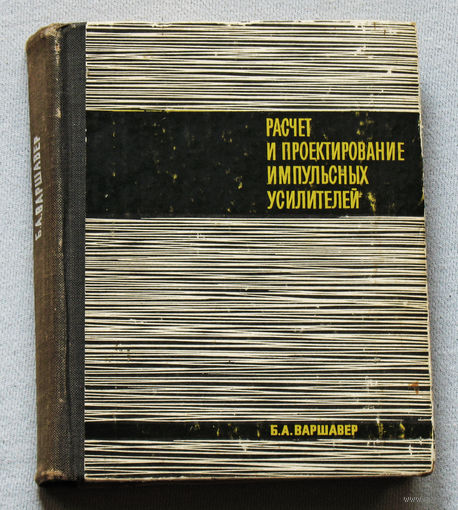 Б.А.ВАРШАВЕР
РАСЧЕТ
И ПРОЕКТИРОВАНИЕ
ИМПУЛЬСНЫХ
УСИЛИТЕЛЕЙ
Б.А.ВАРШАВЕР